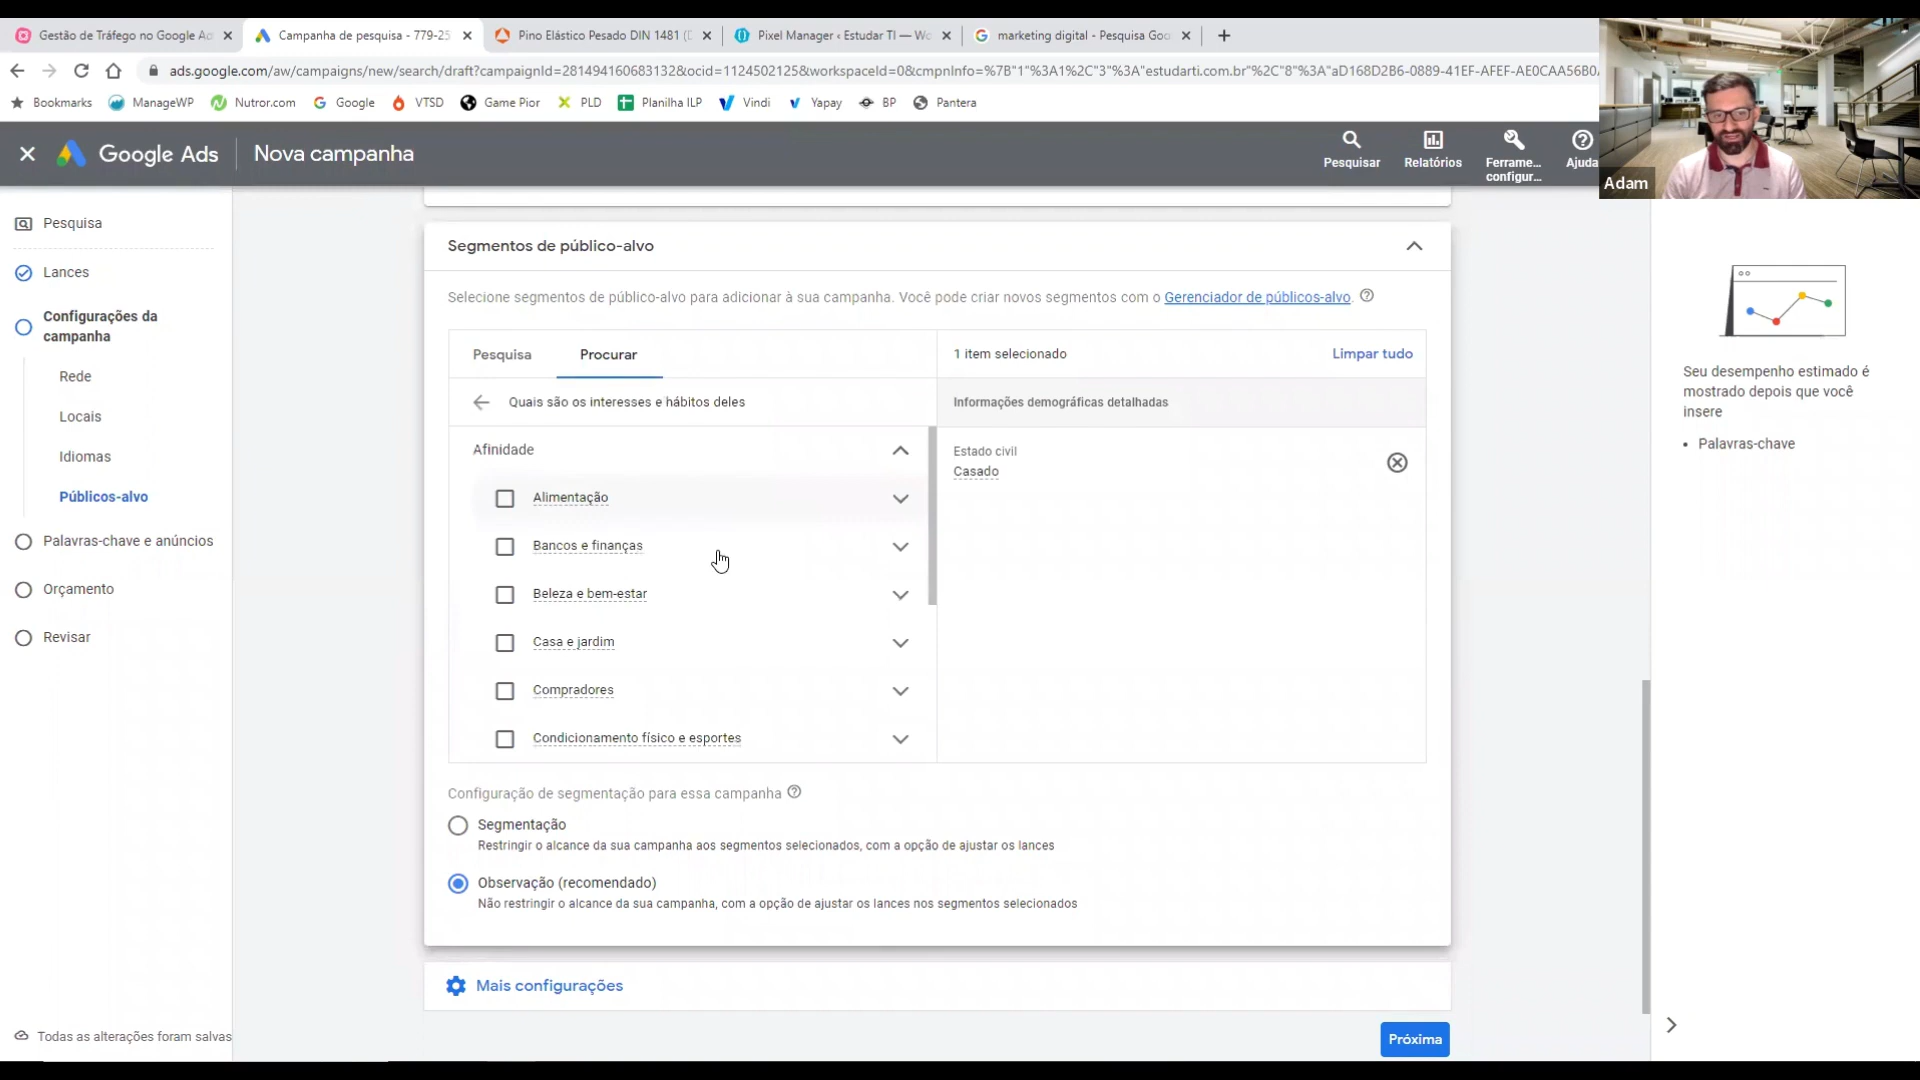 Gestão de Tráfego no Google Ad
Campanha de pesquisa - 779-25
Pino Elástico Pesado DIN 1481 (D
Pixel Manager ‹ Estudar TI — Wo
marketing digital - Pesquisa Goo
ads.google.com/aw/campaigns/new/search/draft?campaignId=281494160683132&ocid=1124502125&workspaceId=0&cmpnInfo=%7B"1"%3A1%2C"3"%3A"estudarti.com.br"%2C"8"%3A"aD168D2B6-0889-41EF-AFEF-AE0CAA56B0A
Bookmarks
ManageWP
Nutror.com
Google
VTSD
Game Pior
PLD
Planilha ILP
Vindi
Yapay
BP
Pantera
Google Ads
Nova campanha
Pesquisar
Relatórios
Ferrame...
configur...
Ajuda
Adam
Pesquisa
Lances
Configurações da
campanha
Rede
Locais
Idiomas
Públicos-alvo
Palavras-chave e anúncios
Orçamento
Revisar
Todas as alterações foram salvas
Segmentos de público-alvo
Selecione segmentos de público-alvo para adicionar à sua campanha. Você pode criar novos segmentos com o Gerenciador de públicos-alvo.
Pesquisa
Procurar
Quais são os interesses e hábitos deles
Afinidade
Alimentação
Bancos e finanças
Beleza e bem-estar
Casa e jardim
Compradores
Condicionamento físico e esportes
1 item selecionado
Limpar tudo
Informações demográficas detalhadas
Estado civil
Casado
Configuração de segmentação para essa campanha
Segmentação
Restringir o alcance da sua campanha aos segmentos selecionados, com a opção de ajustar os lances
Observação (recomendado)
Não restringir o alcance da sua campanha, com a opção de ajustar os lances nos segmentos selecionados
Mais configurações
Próxima
Seu desempenho estimado é
mostrado depois que você
insere
• Palavras-chave